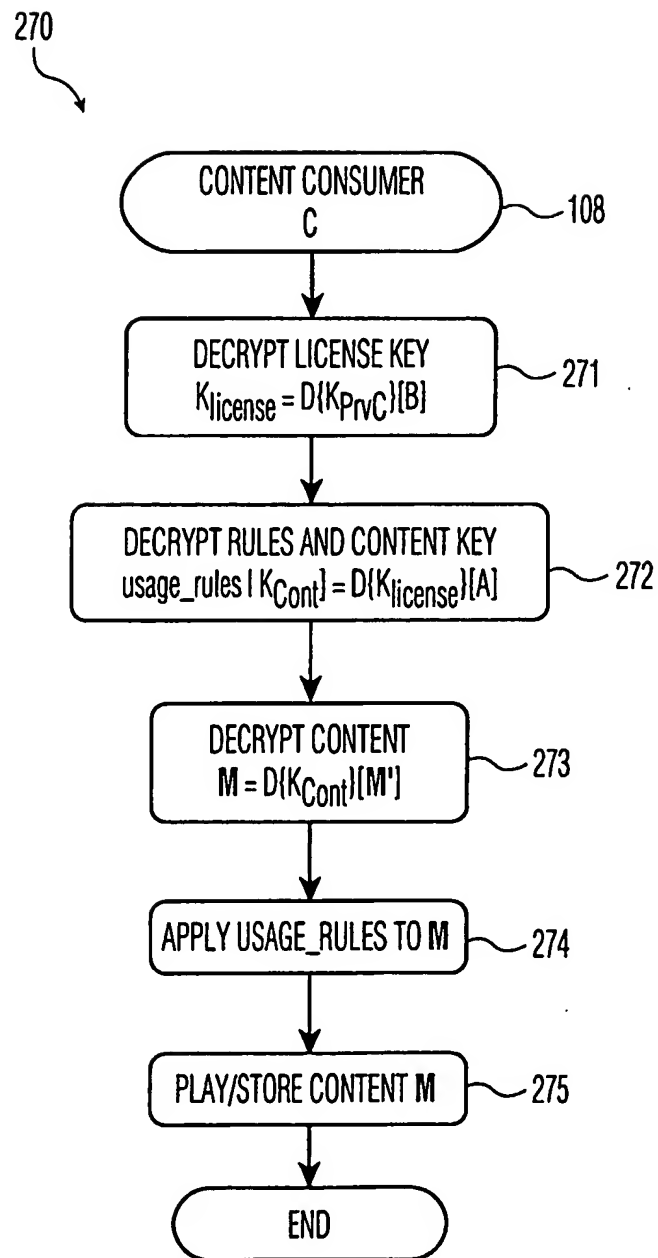 270
CONTENT CONSUMER
C
108
DECRYPT LICENSE KEY
Klicense = D{KPrvC}[B]
271
DECRYPT RULES AND CONTENT KEY
usage_rules | KCont] = D{Klicense}[A]
272
DECRYPT CONTENT
M = D{KCont}[M']
273
APPLY USAGE_RULES TO M
274
PLAY/STORE CONTENT M
275
END